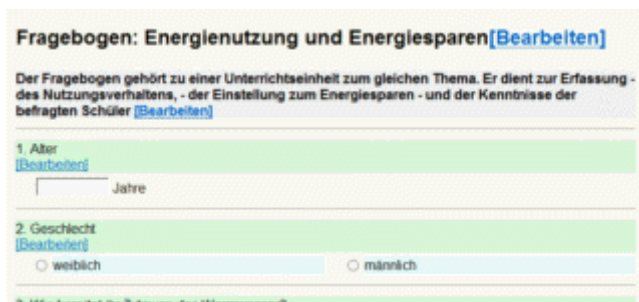 Fragebogen: Energienutzung und Energiesparen[Bearbeiten]
Der Fragebogen gehört zu einer Unterrichtseinheit zum gleichen Thema. Er dient zur Erfassung -
des Nutzungsverhaltens, - der Einstellung zum Energiesparen - und der Kenntnisse der
befragten Schüler [Bearbeiten]
1. Alter
[Bearbeiten]
Jahre
2. Geschlecht
[Bearbeiten]
weiblich männlich